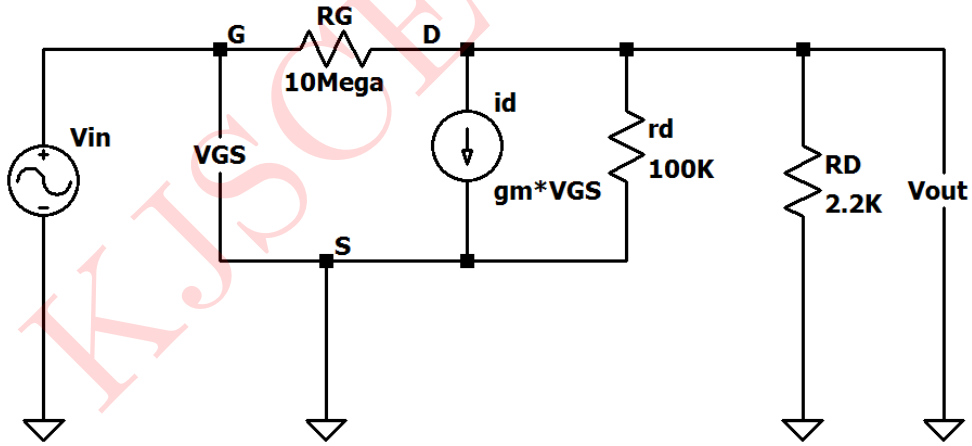 RG
G
D
10Mega
id
rd
100K
Vin
VGS
gm*VGS
RD
2.2K
Vout
S
KJSCE